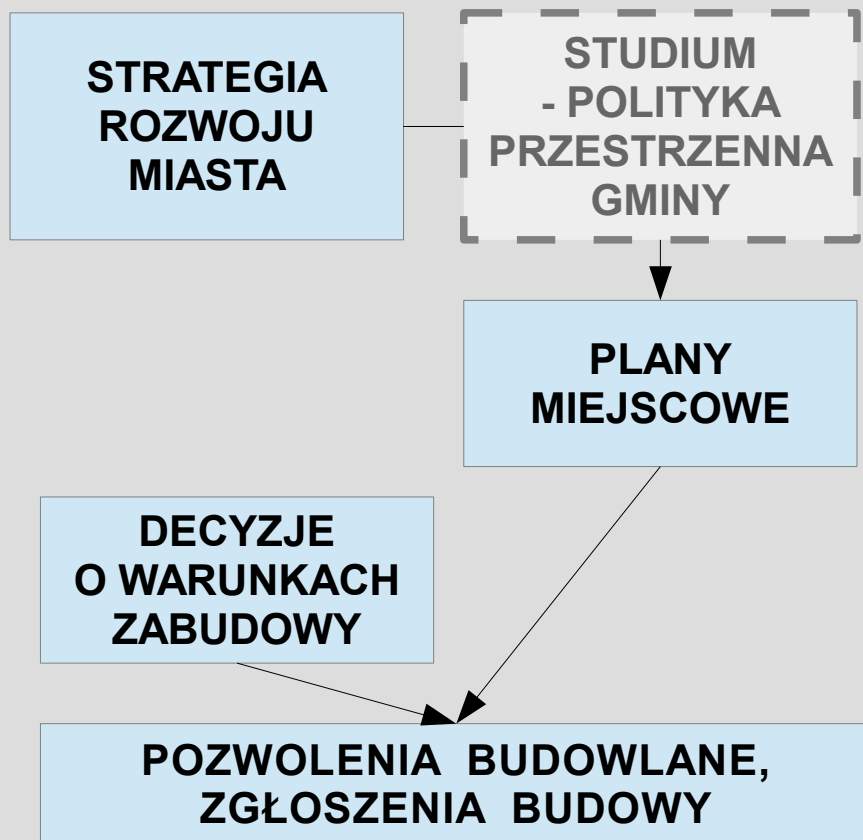 STRATEGIA
ROZWOJU
MIASTA
STUDIUM
- POLITYKA
PRZESTRZENNA
GMINY
PLANY
MIEJSCOWE
DECYZJE
O WARUNKACH
ZABUDOWY
POZWOLENIA BUDOWLANE,
ZGŁOSZENIA BUDOWY